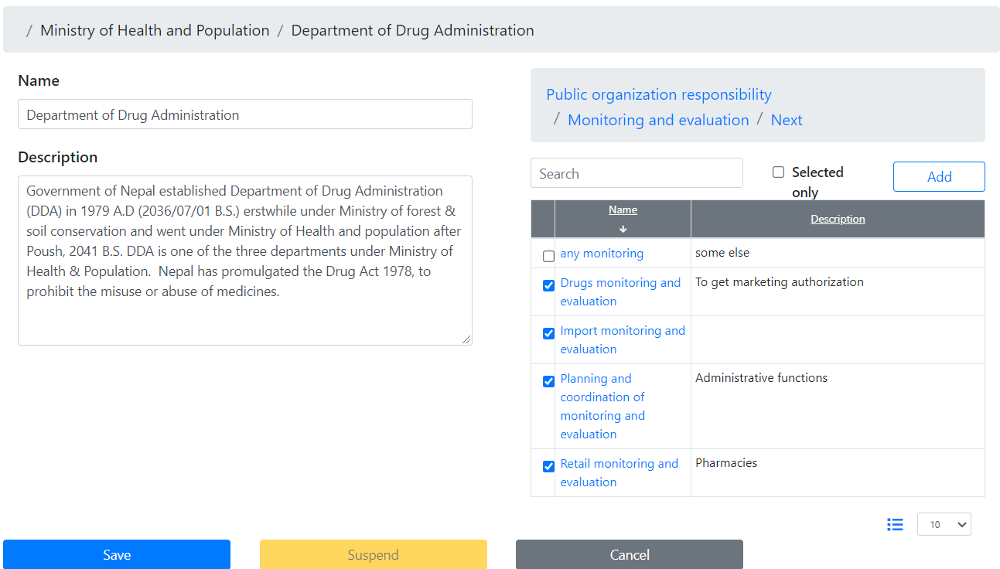 / Ministry of Health and Population / Department of Drug Administration
Name
Department of Drug Administration
Description
Government of Nepal established Department of Drug Administration
(DDA) in 1979 A.D (2036/07/01 B.S.) erstwhile under Ministry of forest &
soil conservation and went under Ministry of Health and population after
Poush, 2041 B.S. DDA is one of the three departments under Ministry of
Health & Population.  Nepal has promulgated the Drug Act 1978, to
prohibit the misuse or abuse of medicines.
Public organization responsibility
/ Monitoring and evaluation / Next
Search
Selected
only
Add
Name
Description
any monitoring
some else
Drugs monitoring and
evaluation
To get marketing authorization
Import monitoring and
evaluation
Planning and
coordination of
monitoring and
evaluation
Administrative functions
Retail monitoring and
evaluation
Pharmacies
10
Save
Suspend
Cancel